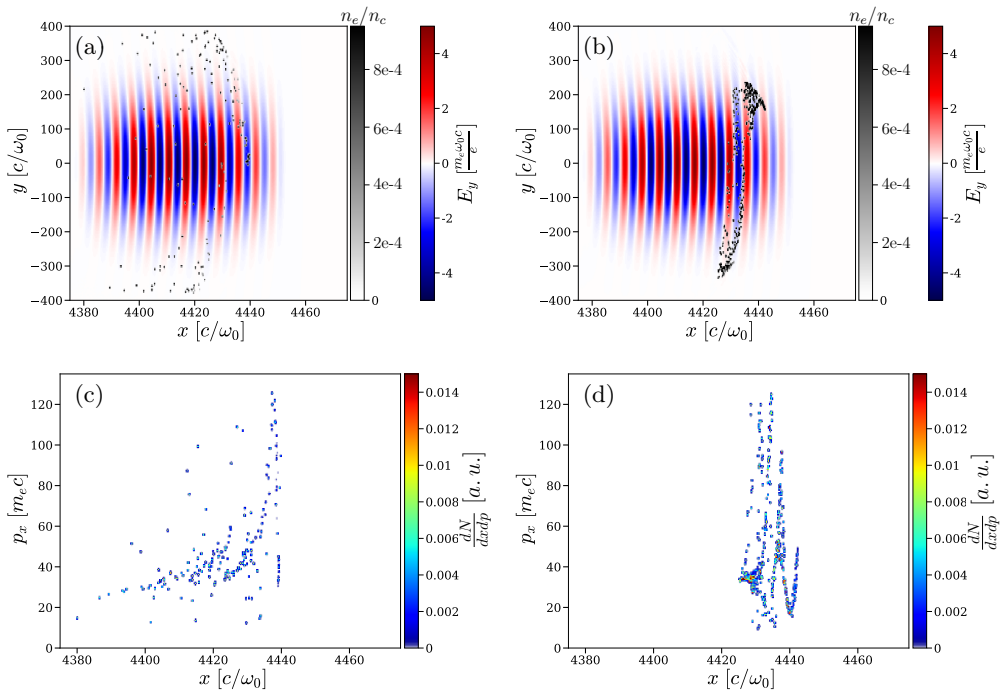 (a)
400
300
200
100
0
−100
−200
−300
−400
y [c/ω₀]
4380 4400 4420 4440 4460
x [c/ω₀]
nₑ/n_c
8e-4
6e-4
4e-4
2e-4
0
4
2
0
-2
-4
E_y [mₑω₀c/e]
(b)
400
300
200
100
0
−100
−200
−300
−400
y [c/ω₀]
4380 4400 4420 4440 4460
x [c/ω₀]
nₑ/n_c
8e-4
6e-4
4e-4
2e-4
0
4
2
0
-2
-4
E_y [mₑω₀c/e]
(c)
120
100
80
60
40
20
0
pₓ [mₑc]
4380 4400 4420 4440 4460
x [c/ω₀]
0.014
0.012
0.01
0.008
0.006
0.004
0.002
0
dN/dxdp [a. u.]
(d)
120
100
80
60
40
20
0
pₓ [mₑc]
4380 4400 4420 4440 4460
x [c/ω₀]
0.014
0.012
0.01
0.008
0.006
0.004
0.002
0
dN/dxdp [a. u.]